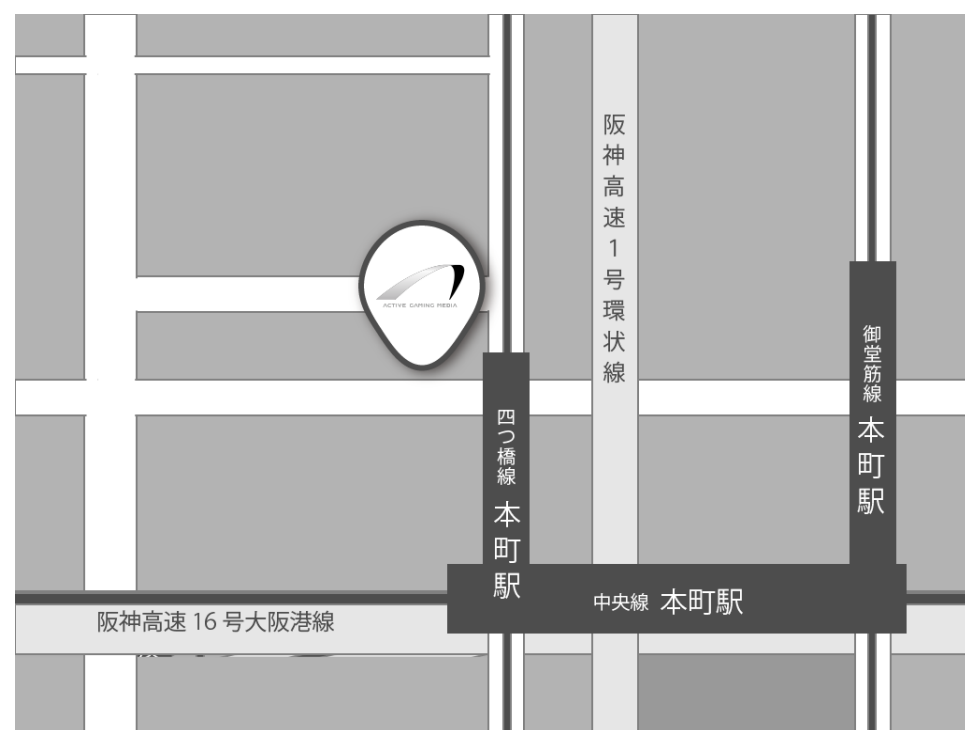 阪神高速1号環状線
ACTIVE GAMING MEDIA
御堂筋線 本町駅
四つ橋線 本町駅
中央線 本町駅
阪神高速 16 号大阪港線